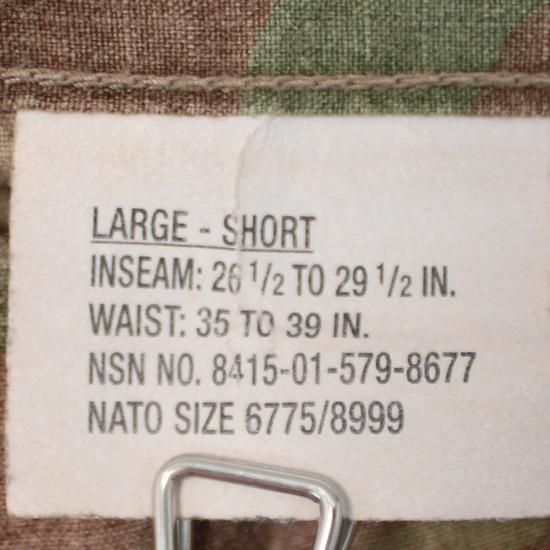 LARGE - SHORT
INSEAM: 26 1/2 TO 29 1/2 IN.
WAIST: 35 TO 39 IN.
NSN NO. 8415-01-579-8677
NATO SIZE 6775/8999